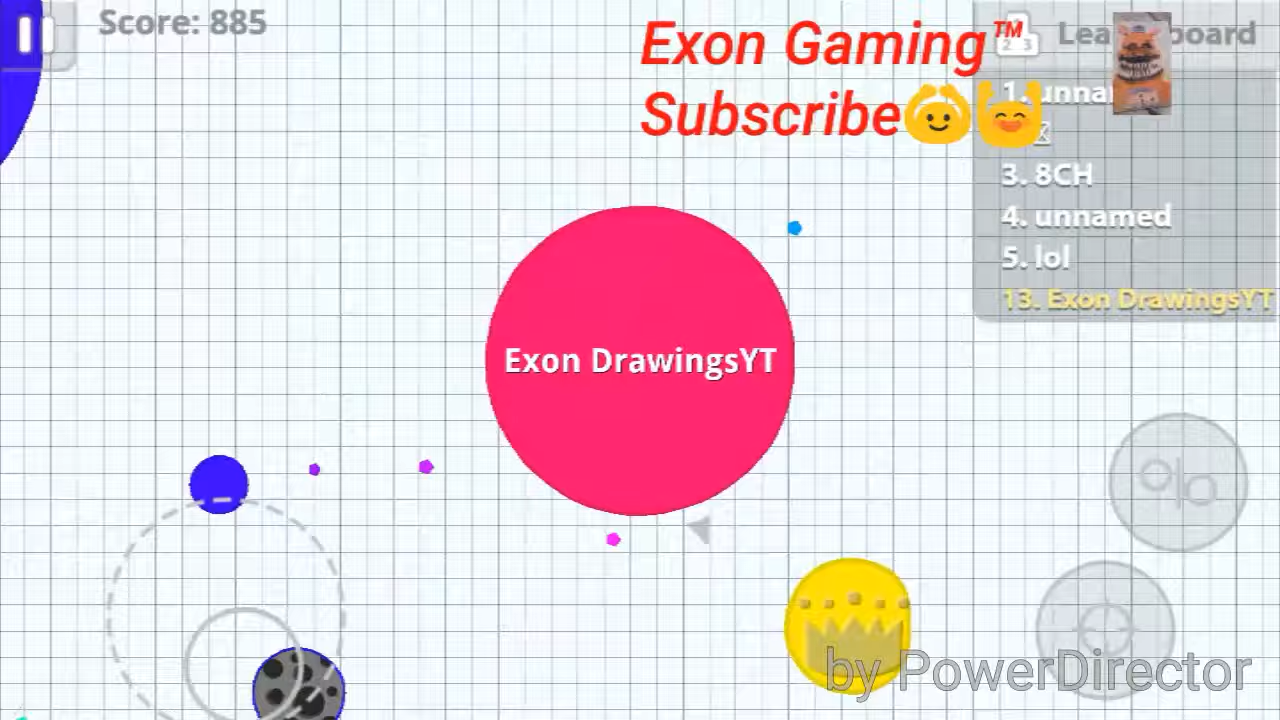 Score: 885
Exon Gaming™
Subscribe
3. 8CH
4. unnamed
5. lol
13. Exon DrawingsYT
Exon DrawingsYT
by PowerDirector